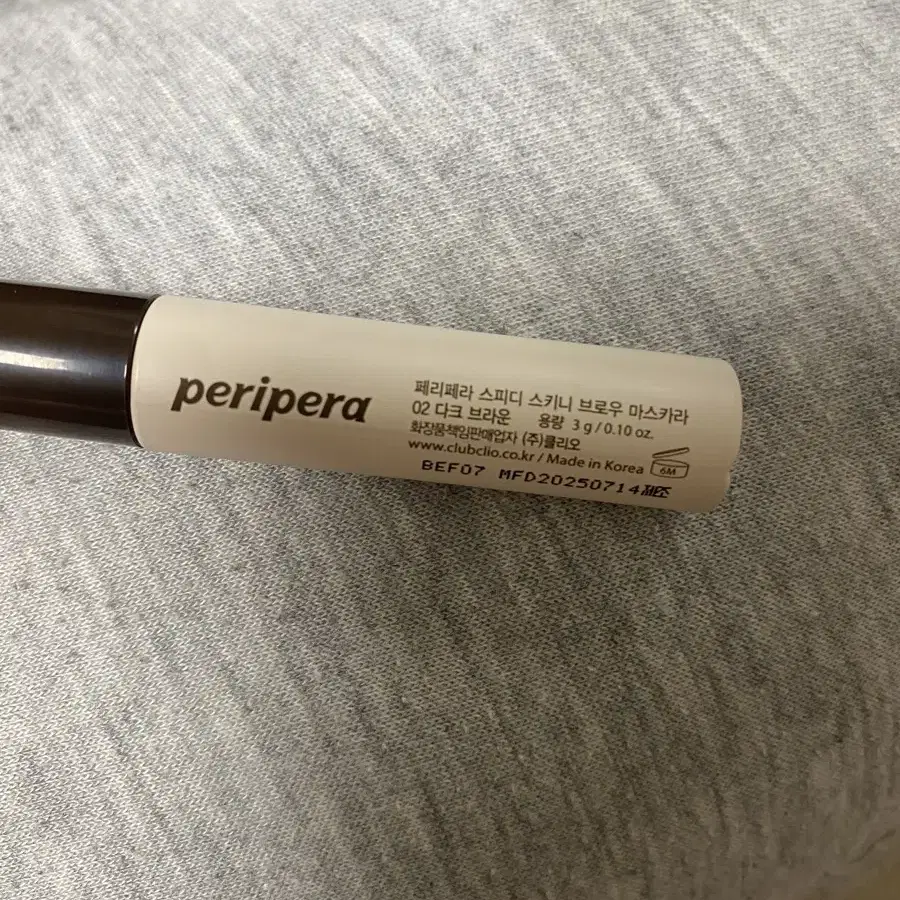 peripera
페리페라 스피디 스키니 브로우 마스카라
02 다크 브라운 용량 3 g / 0.10 oz.
화장품책임판매업자 (주)클리오
www.clubclio.co.kr / Made in Korea 6M
BEF07 MFD20250714제조